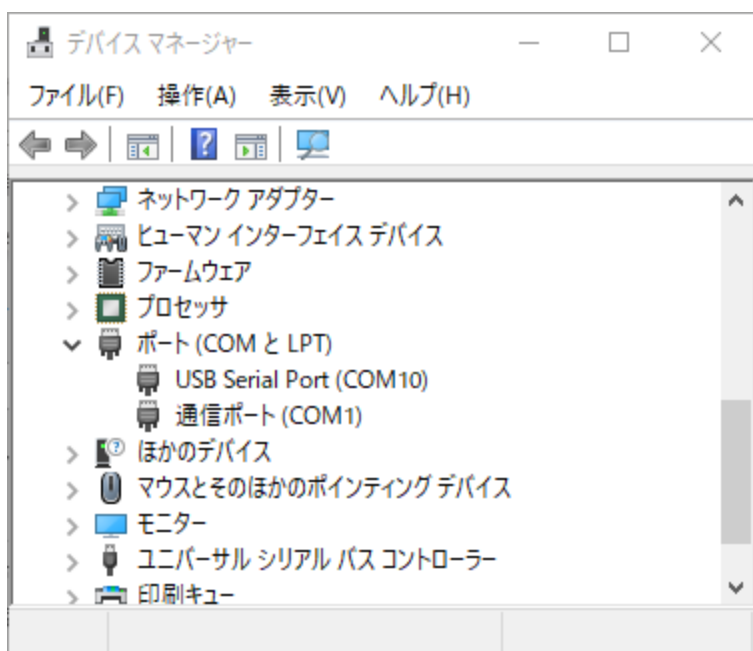 デバイス マネージャー
ファイル(F) 操作(A) 表示(V) ヘルプ(H)
ネットワーク アダプター
ヒューマン インターフェイス デバイス
ファームウェア
プロセッサ
ポート (COM と LPT)
USB Serial Port (COM10)
通信ポート (COM1)
ほかのデバイス
マウスとそのほかのポインティング デバイス
モニター
ユニバーサル シリアル バス コントローラー
印刷キュー